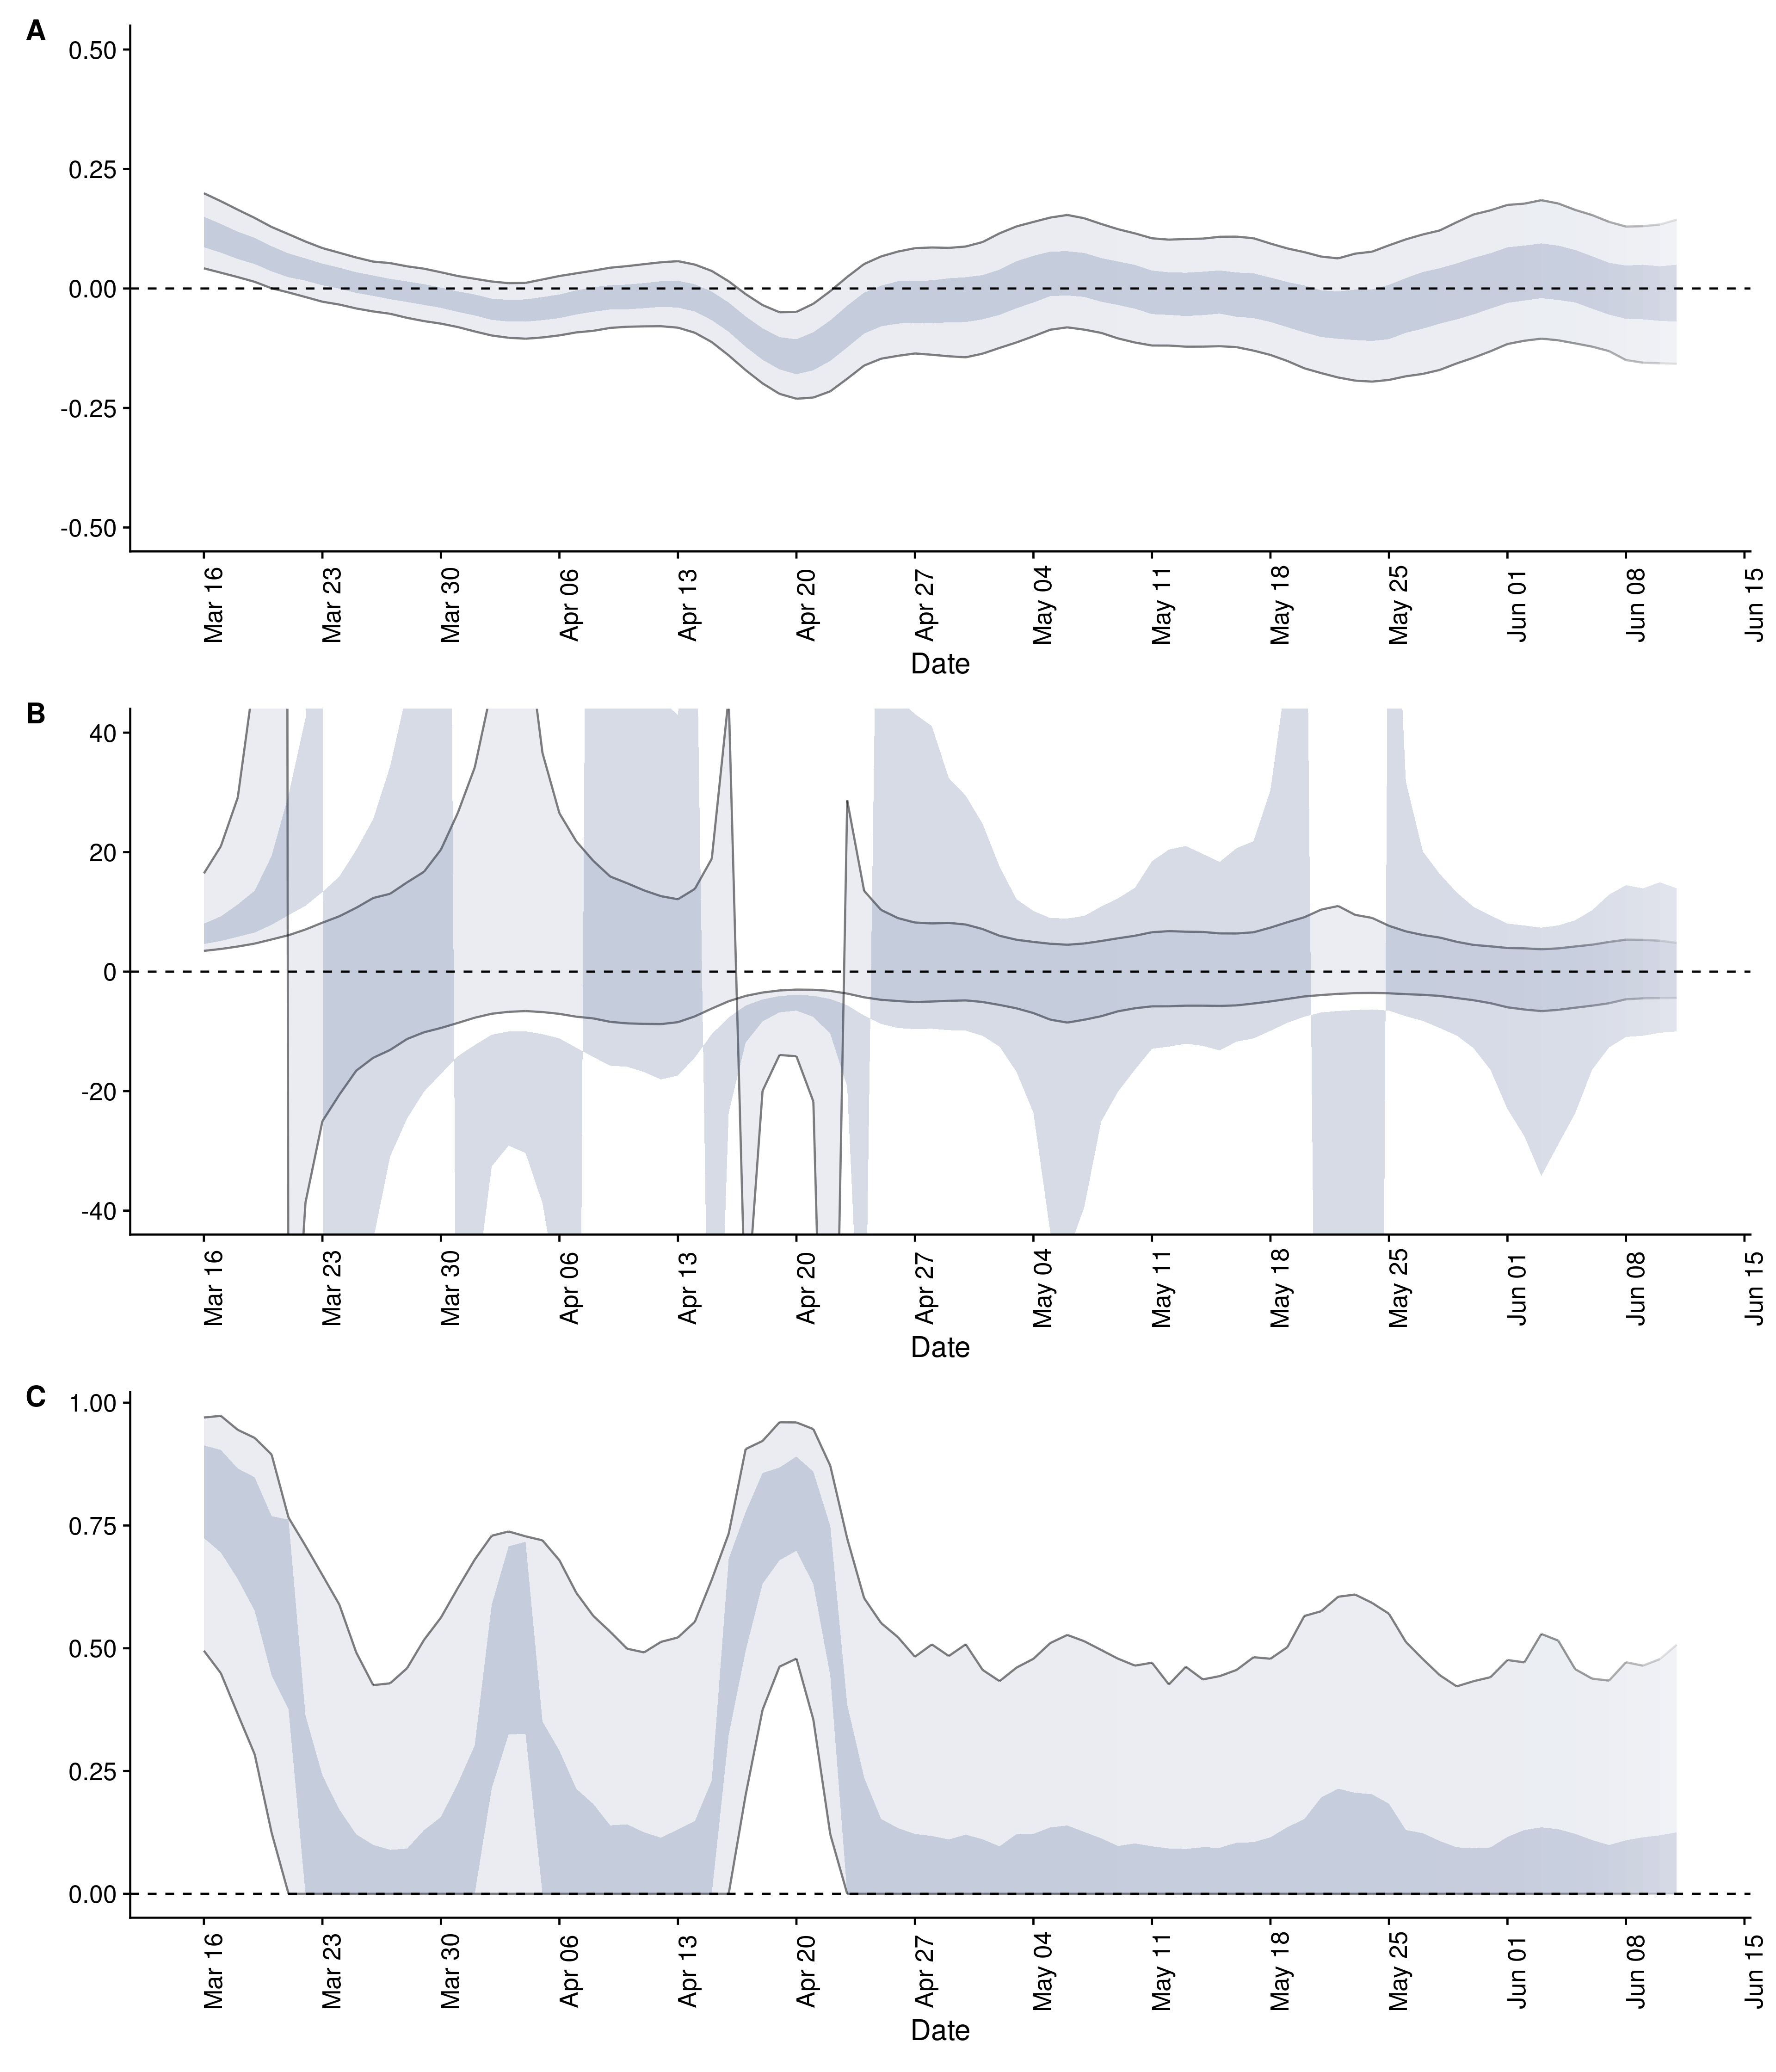 A
0.50
0.25
0.00
-0.25
-0.50
Mar 16
Mar 23
Mar 30
Apr 06
Apr 13
Apr 20
Apr 27
May 04
May 11
May 18
May 25
Jun 01
Jun 08
Jun 15
Date
B
40
20
0
-20
-40
Mar 16
Mar 23
Mar 30
Apr 06
Apr 13
Apr 20
Apr 27
May 04
May 11
May 18
May 25
Jun 01
Jun 08
Jun 15
Date
C
1.00
0.75
0.50
0.25
0.00
Mar 16
Mar 23
Mar 30
Apr 06
Apr 13
Apr 20
Apr 27
May 04
May 11
May 18
May 25
Jun 01
Jun 08
Jun 15
Date